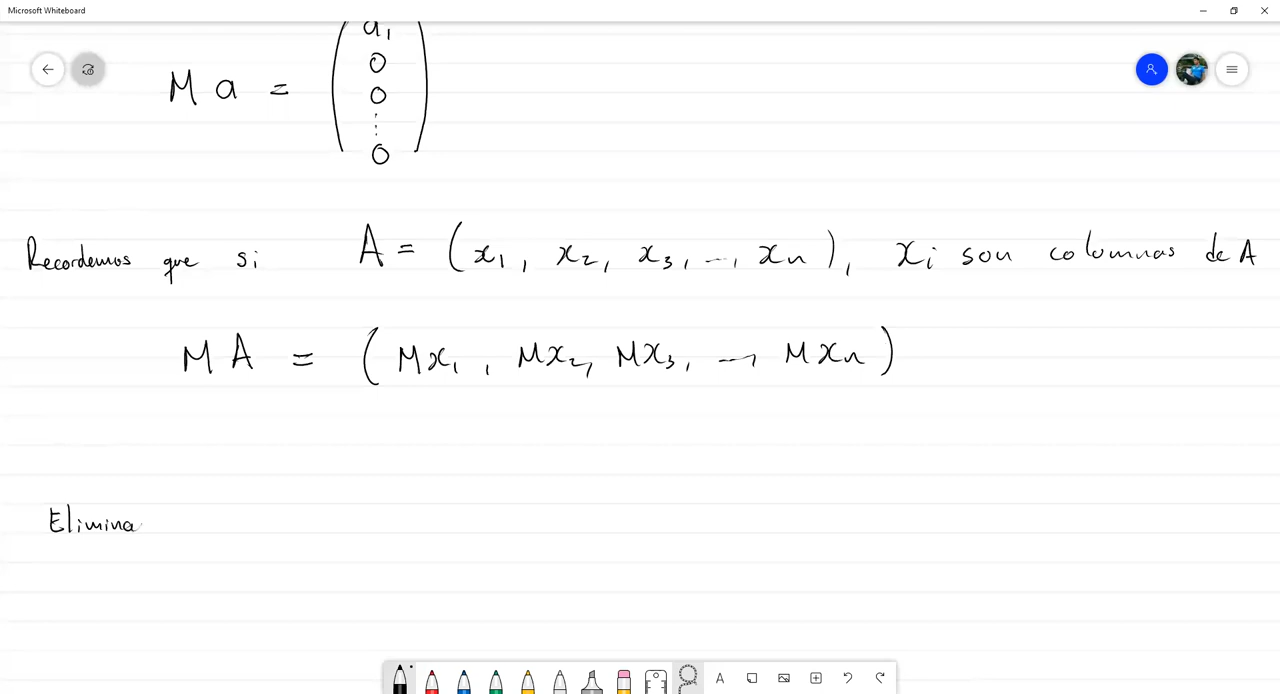 Microsoft Whiteboard
a₁
0
M a = 0
⋮
0
Recordemos que si A = (x₁, x₂, x₃, ..., xₙ), xᵢ son columnas de A
M A = (Mx₁, Mx₂, Mx₃, ..., Mxₙ)
Elimina
A